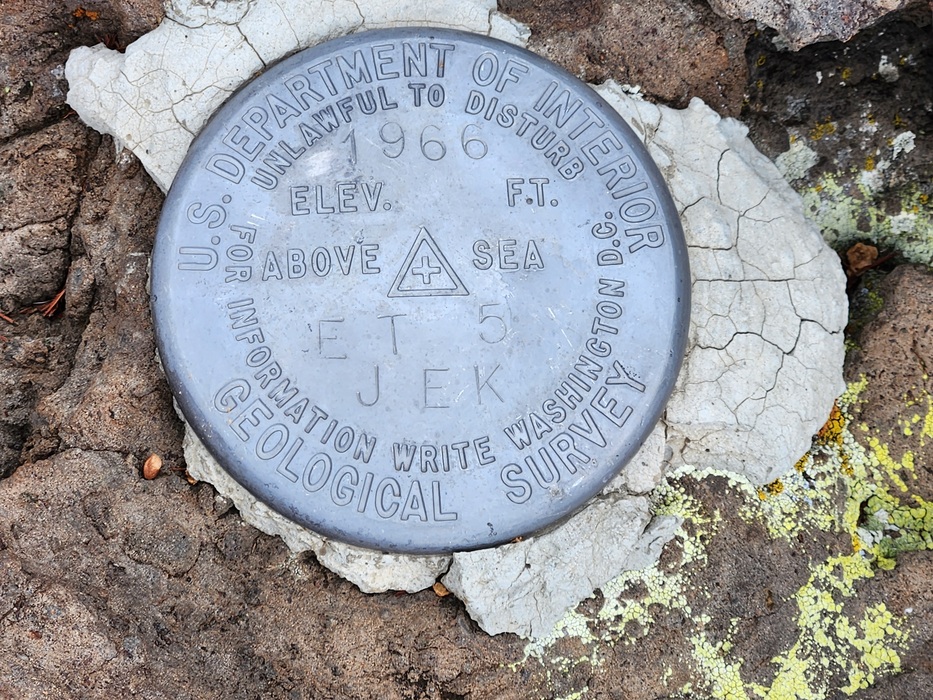 U.S. DEPARTMENT OF INTERIOR
UNLAWFUL TO DISTURB
1966
ELEV. FT.
ABOVE SEA
ET 5
JEK
FOR INFORMATION WRITE WASHINGTON D.C.
GEOLOGICAL SURVEY